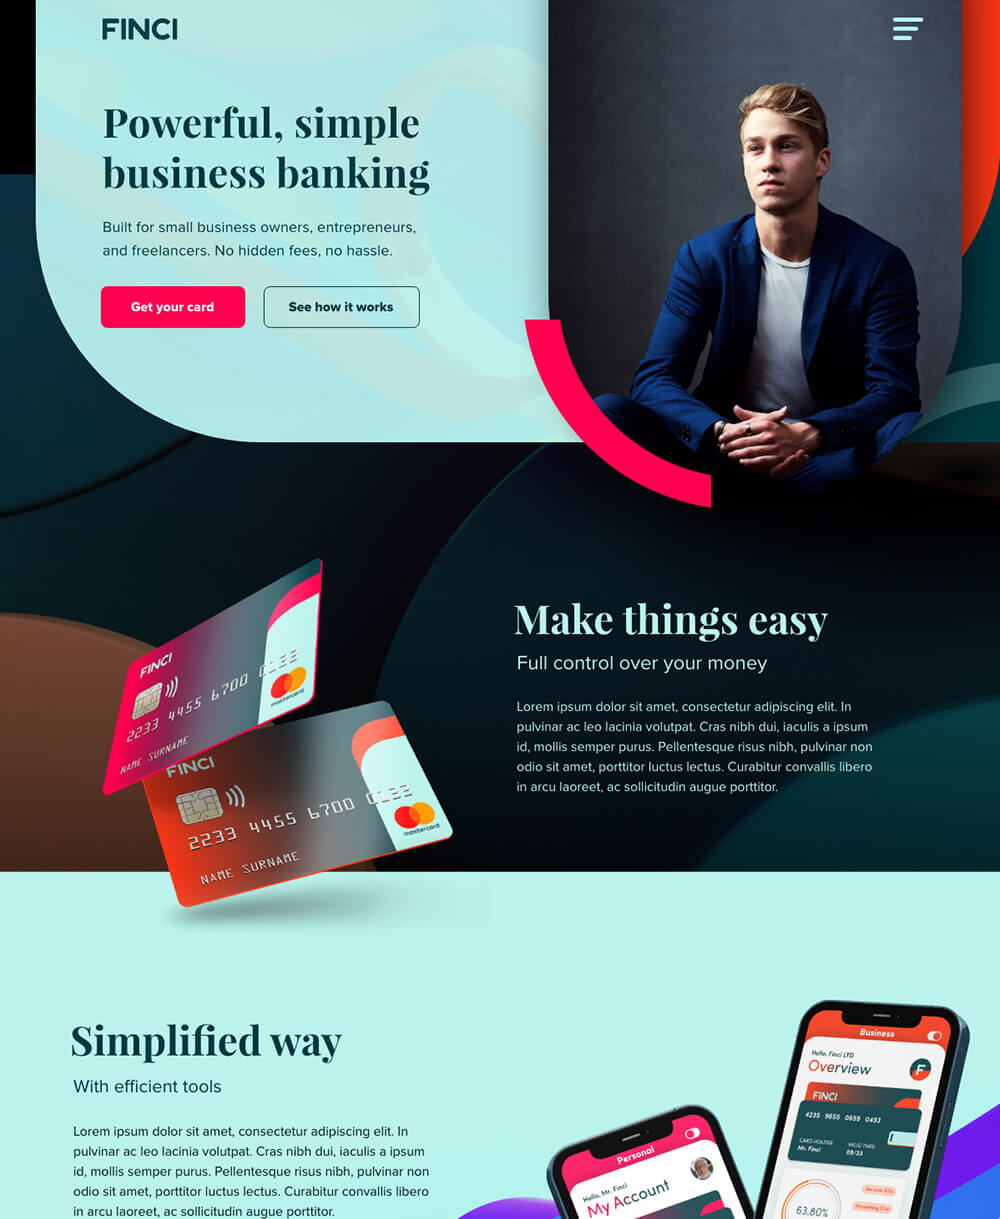 FINCI
Powerful, simple
business banking
Built for small business owners, entrepreneurs,
and freelancers. No hidden fees, no hassle.
Get your card
See how it works
Make things easy
Full control over your money
Lorem ipsum dolor sit amet, consectetur adipiscing elit. In
pulvinar ac leo lacinia volutpat. Cras nibh dui, iaculis a ipsum
id, mollis semper purus. Pellentesque risus nibh, pulvinar non
odio sit amet, porttitor luctus lectus. Curabitur convallis libero
in arcu laoreet, ac sollicitudin augue porttitor.
FINCI
2233 4455 6700 0133
mastercard
NAME SURNAME
FINCI
2233 4455 6700 0133
mastercard
NAME SURNAME
Simplified way
With efficient tools
Lorem ipsum dolor sit amet, consectetur adipiscing elit. In
pulvinar ac leo lacinia volutpat. Cras nibh dui, iaculis a ipsum
id, mollis semper purus. Pellentesque risus nibh, pulvinar non
odio sit amet, porttitor luctus lectus. Curabitur convallis libero
in arcu laoreet, ac sollicitudin augue porttitor.
Personal
Hello, Mr. Finci
My Account
Business
Hello, Finci LTD
Overview
F
FINCI
4235 9655 0659 0493
CARD HOLDER
VALID THRU
Mr. Finci
09/23
63.80%